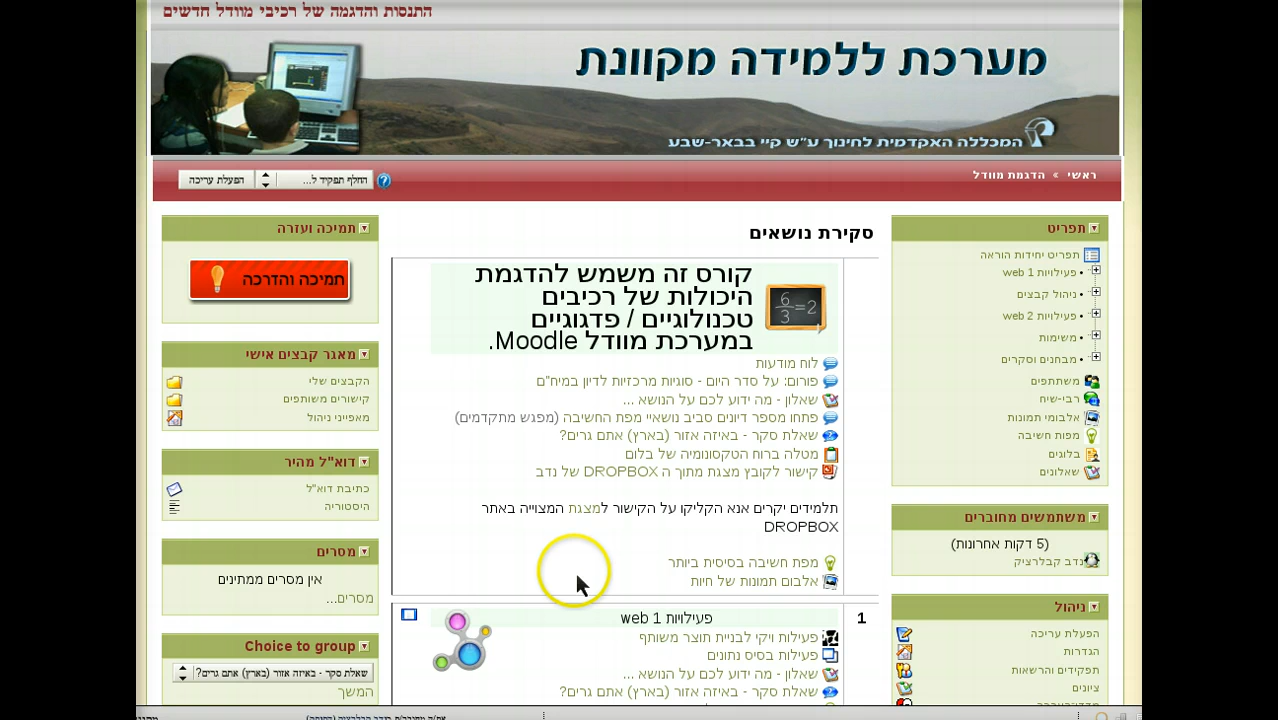 התנסות והדגמה של רכיבי מוודל חדשים
מערכת ללמידה מקוונת
המכללה האקדמית לחינוך ע״ש קיי בבאר-שבע
ראשי » הדגמת מוודל
החלף תפקיד ל...
הפעלת עריכה
תפריט
תפריט יחידות הוראה
פעילויות web 1
ניהול קבצים
פעילויות web 2
משימות
מבחנים וסקרים
משתתפים
רבי-שיח
אלבומי תמונות
מפות חשיבה
בלוגים
שאלונים
משתמשים מחוברים
(5 דקות אחרונות)
נדב קבלרציק
ניהול
הפעלת עריכה
הגדרות
תפקידים והרשאות
ציונים
סקירת נושאים
קורס זה משמש להדגמת
היכולות של רכיבים
טכנולוגיים / פדגוגיים
במערכת מוודל Moodle.
לוח מודעות
פורום: על סדר היום - סוגיות מרכזיות לדיון במיח"ם
שאלון - מה ידוע לכם על הנושא ...
פתחו מספר דיונים סביב נושאיי מפת החשיבה (מפגש מתקדמים)
שאלת סקר - באיזה אזור (בארץ) אתם גרים?
מטלה ברוח הטקסונומיה של בלום
קישור לקובץ מצגת מתוך ה DROPBOX של נדב
תלמידים יקרים אנא הקליקו על הקישור למצגת המצוייה באתר
DROPBOX
מפת חשיבה בסיסית ביותר
אלבום תמונות של חיות
1
פעילויות web 1
פעילות ויקי לבניית תוצר משותף
פעילות בסיס נתונים
שאלון - מה ידוע לכם על הנושא ...
שאלת סקר - באיזה אזור (בארץ) אתם גרים?
תמיכה ועזרה
תמיכה והדרכה
מאגר קבצים אישי
הקבצים שלי
קישורים משותפים
מאפייני ניהול
דוא"ל מהיר
כתיבת דוא"ל
היסטוריה
מסרים
אין מסרים ממתינים
מסרים...
Choice to group
שאלת סקר - באיזה אזור (בארץ) אתם גרים?
המשך